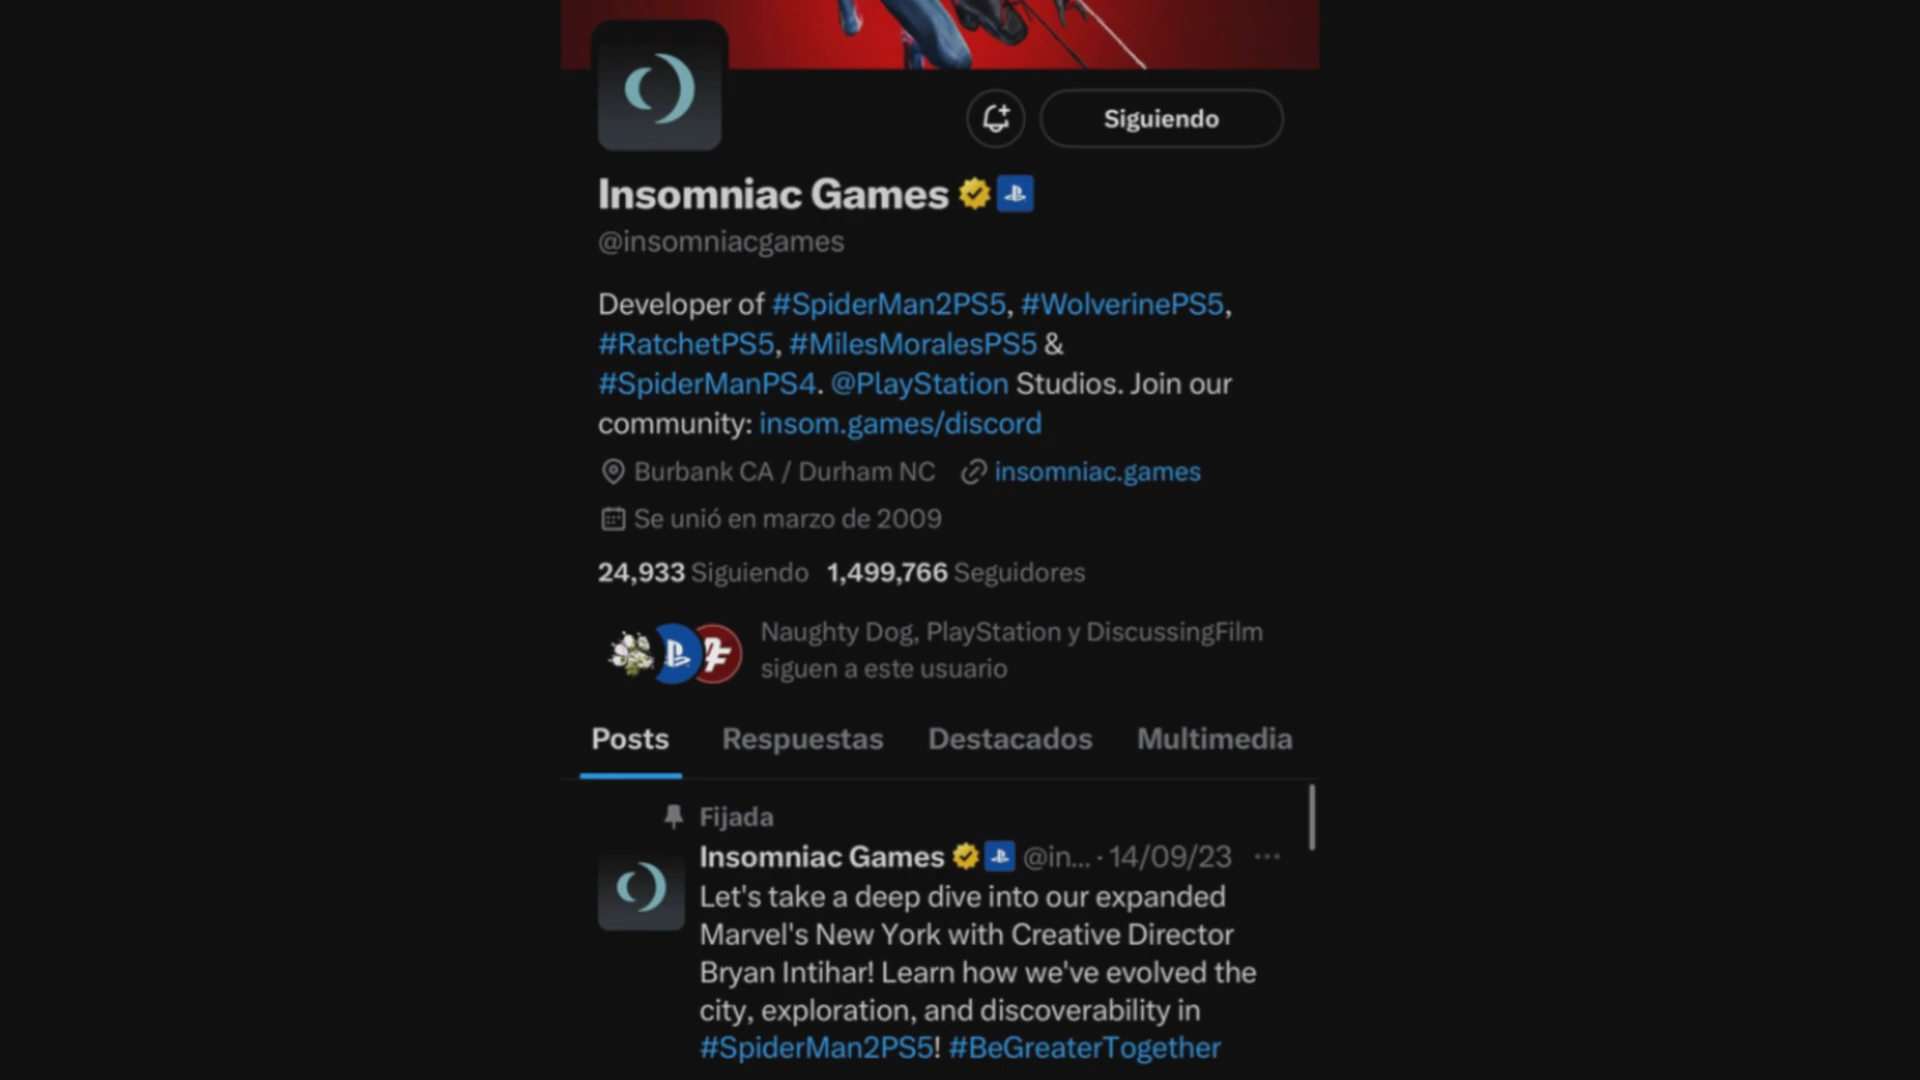 Siguiendo
Insomniac Games
@insomniacgames
Developer of #SpiderMan2PS5, #WolverinePS5,
#RatchetPS5, #MilesMoralesPS5 &
#SpiderManPS4. @PlayStation Studios. Join our
community: insom.games/discord
Burbank CA / Durham NC insomniac.games
Se unió en marzo de 2009
24,933 Siguiendo 1,499,766 Seguidores
Naughty Dog, PlayStation y DiscussingFilm
siguen a este usuario
Posts Respuestas Destacados Multimedia
Fijada
Insomniac Games @in... · 14/09/23 ···
Let's take a deep dive into our expanded
Marvel's New York with Creative Director
Bryan Intihar! Learn how we've evolved the
city, exploration, and discoverability in
#SpiderMan2PS5! #BeGreaterTogether